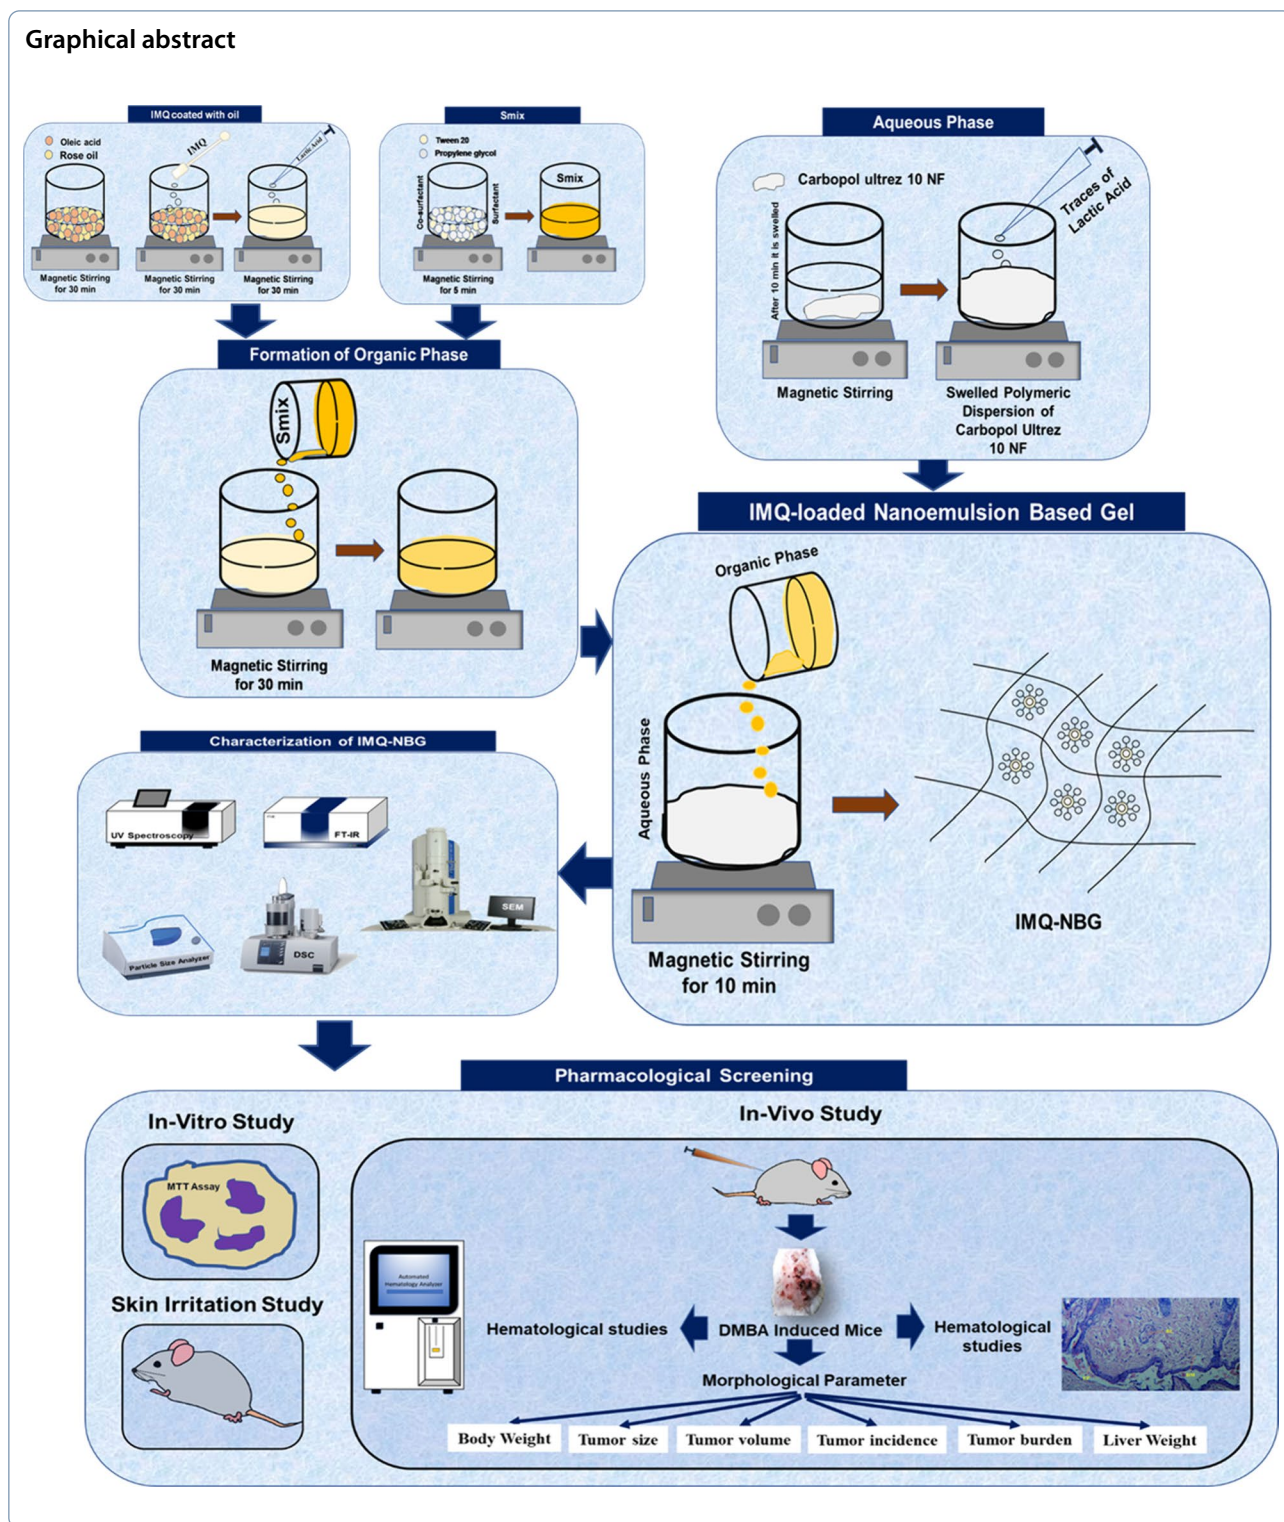 Graphical abstract
IMQ coated with oil
Oleic acid
Rose oil
IMQ
Lactic Acid
Magnetic Stirring
for 30 min
Magnetic Stirring
for 30 min
Magnetic Stirring
for 30 min
Smix
Tween 20
Propylene glycol
Co-surfactant
Surfactant
Smix
Magnetic Stirring
for 5 min
Aqueous Phase
Carbopol ultrez 10 NF
After 10 min it is swelled
Traces of
Lactic Acid
Magnetic Stirring
Swelled Polymeric
Dispersion of
Carbopol Ultrez
10 NF
Formation of Organic Phase
Smix
Magnetic Stirring
for 30 min
IMQ-loaded Nanoemulsion Based Gel
Organic Phase
Aqueous Phase
Magnetic Stirring
for 10 min
IMQ-NBG
Characterization of IMQ-NBG
UV Spectroscopy
FT-IR
SEM
Particle Size Analyzer
DSC
Pharmacological Screening
In-Vitro Study
MTT Assay
Skin Irritation Study
In-Vivo Study
Automated
Hematology Analyzer
Hematological studies
DMBA Induced Mice
Hematological
studies
Morphological Parameter
Body Weight
Tumor size
Tumor volume
Tumor incidence
Tumor burden
Liver Weight